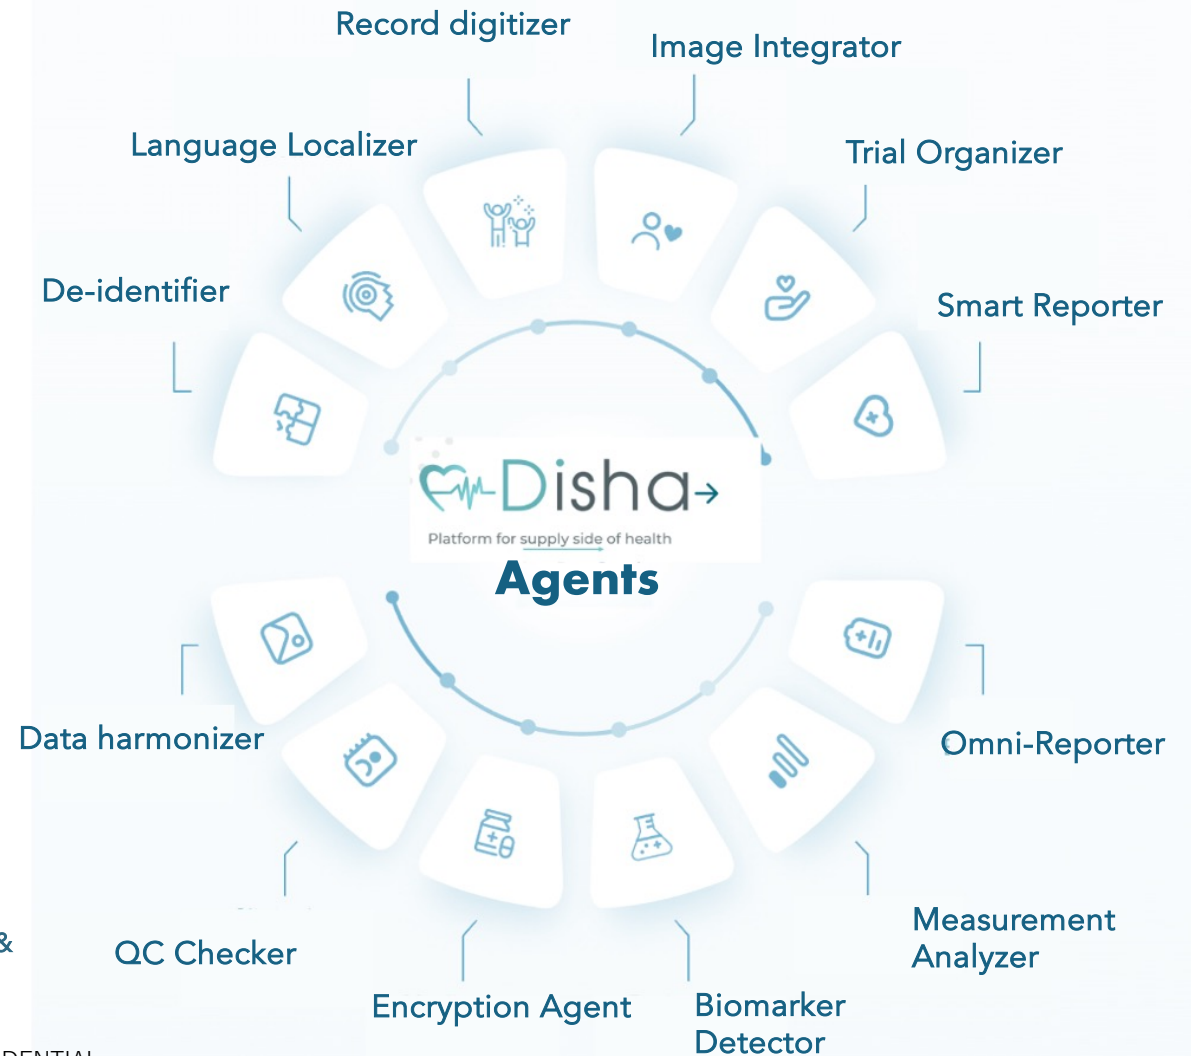 Record digitizer
Image Integrator
Language Localizer
Trial Organizer
De-identifier
Smart Reporter
Disha
Platform for supply side of health
Agents
Data harmonizer
Omni-Reporter
QC Checker
Measurement
Analyzer
&
Encryption Agent
Biomarker
Detector